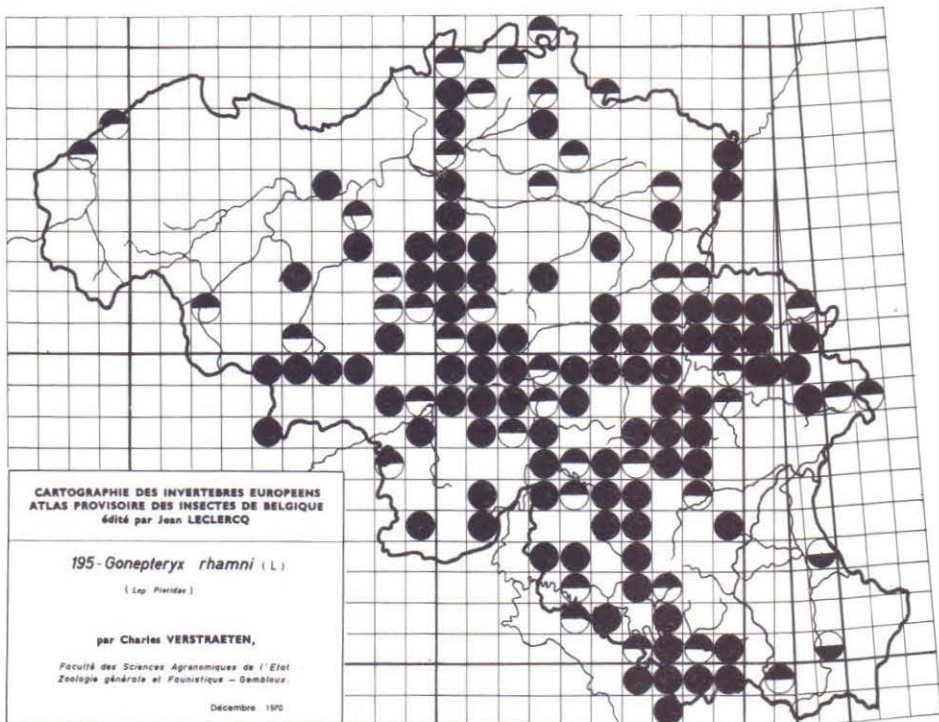 CARTOGRAPHIE DES INVERTEBRES EUROPEENS
ATLAS PROVISOIRE DES INSECTES DE BELGIQUE
édité par Jean LECLERCQ
195-Gonepteryx rhamni (L)
(Lep Pieridae)
par Charles VERSTRAETEN,
Faculté des Sciences Agronomiques de l'Etat
Zoologie générale et Faunistique - Gembloux.
Décembre 1970